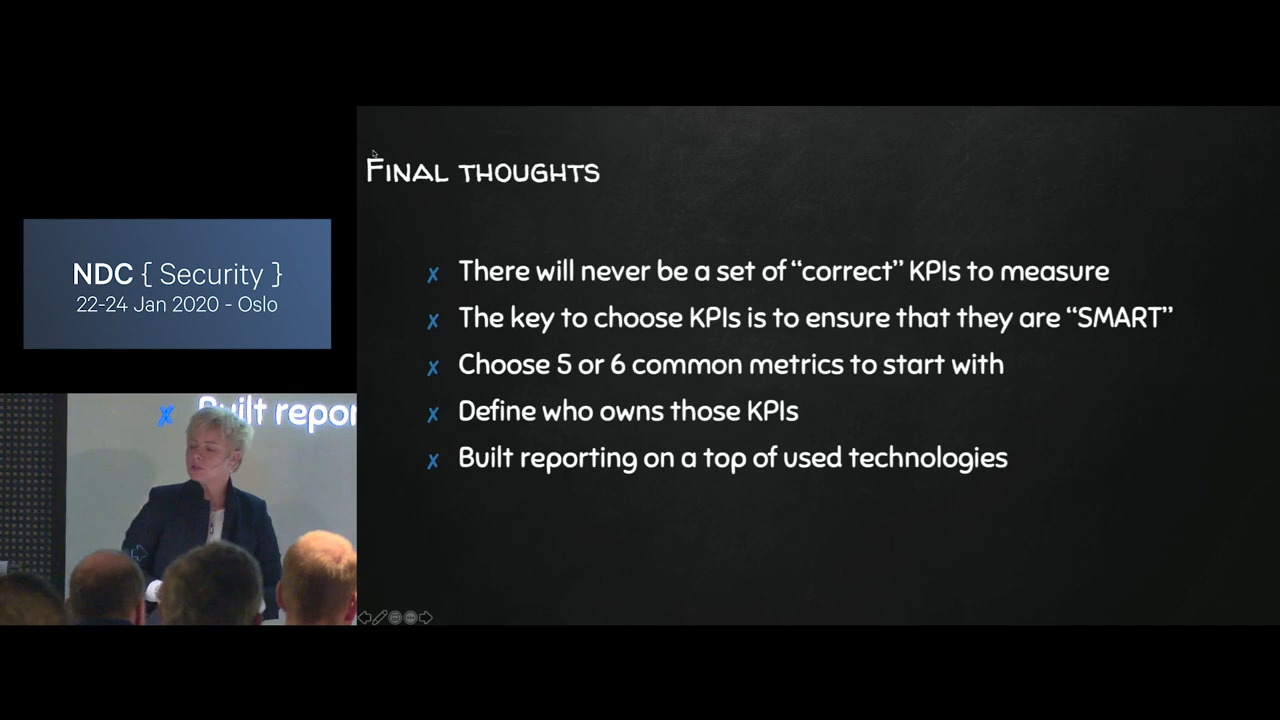 FINAL THOUGHTS
NDC { Security }
22-24 Jan 2020 - Oslo
✗ There will never be a set of “correct” KPIs to measure
✗ The key to choose KPIs is to ensure that they are “SMART”
✗ Choose 5 or 6 common metrics to start with
✗ Define who owns those KPIs
✗ Built reporting on a top of used technologies
✗ Built repor